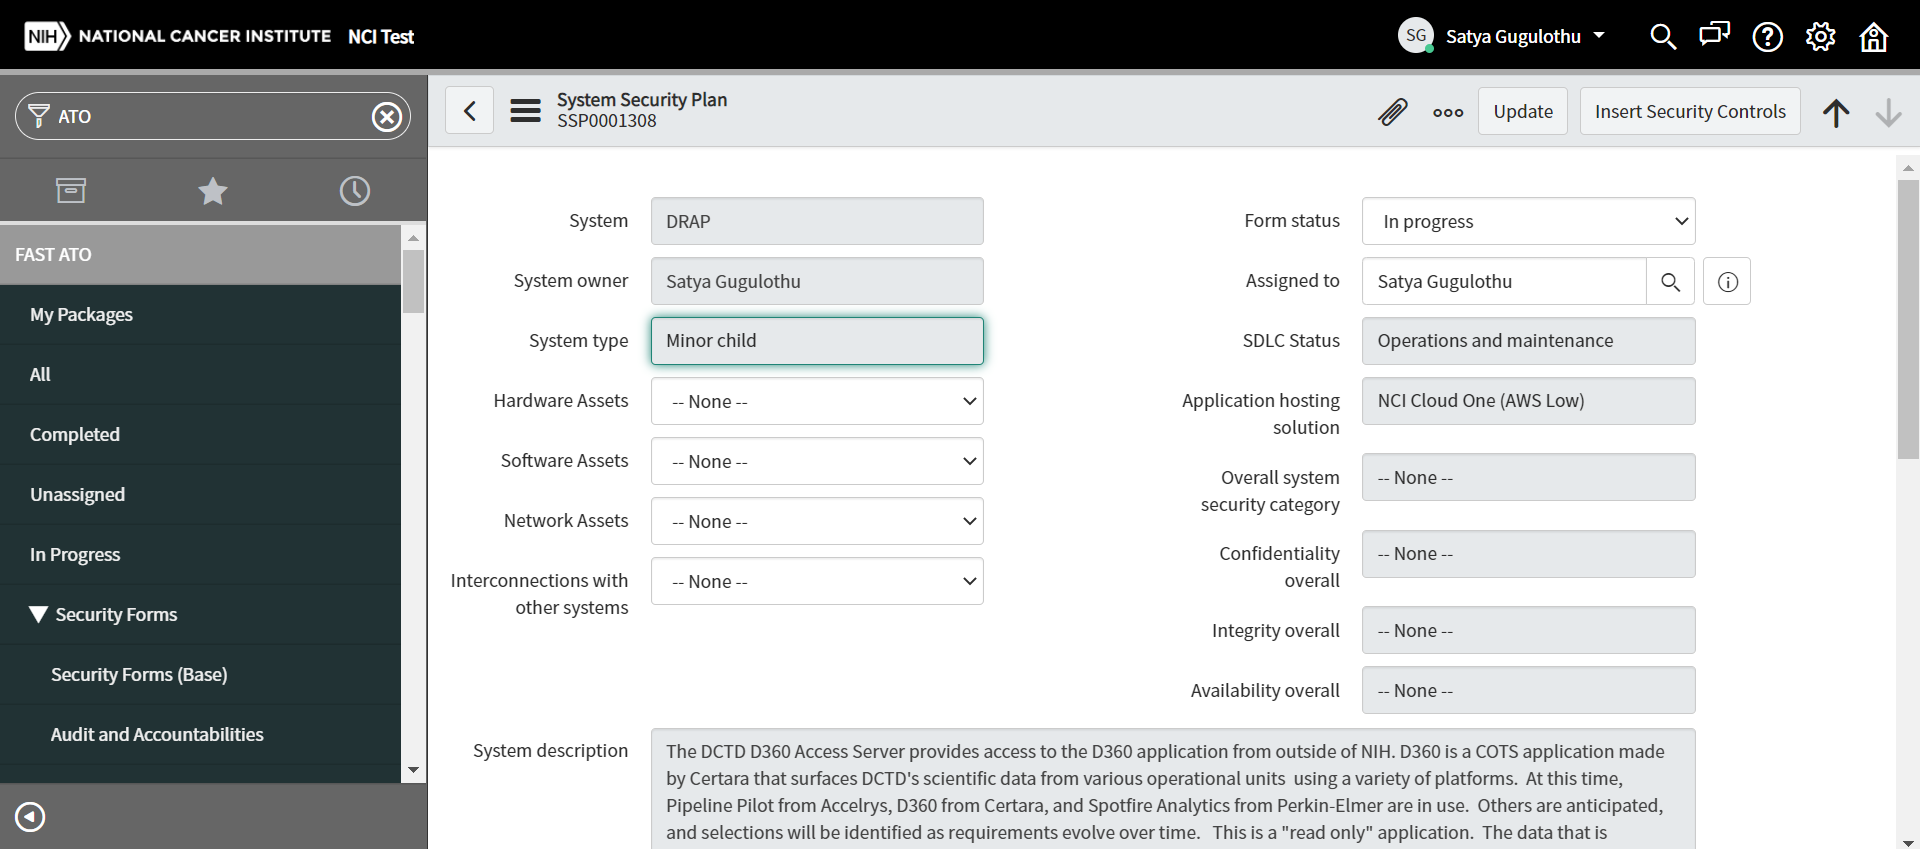 NIH NATIONAL CANCER INSTITUTE NCI Test
SG Satya Gugulothu
ATO
FAST ATO
My Packages
All
Completed
Unassigned
In Progress
Security Forms
Security Forms (Base)
Audit and Accountabilities
System Security Plan
SSP0001308
Update
Insert Security Controls
System DRAP
System owner Satya Gugulothu
System type Minor child
Hardware Assets -- None --
Software Assets -- None --
Network Assets -- None --
Interconnections with -- None --
other systems
Form status In progress
Assigned to Satya Gugulothu
SDLC Status Operations and maintenance
Application hosting NCI Cloud One (AWS Low)
solution
Overall system -- None --
security category
Confidentiality -- None --
overall
Integrity overall -- None --
Availability overall -- None --
System description The DCTD D360 Access Server provides access to the D360 application from outside of NIH. D360 is a COTS application made
by Certara that surfaces DCTD's scientific data from various operational units  using a variety of platforms.  At this time,
Pipeline Pilot from Accelrys, D360 from Certara, and Spotfire Analytics from Perkin-Elmer are in use.  Others are anticipated,
and selections will be identified as requirements evolve over time.   This is a "read only" application.  The data that is